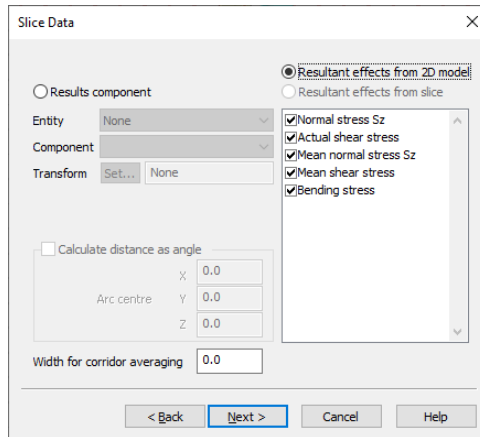 Slice Data
Resultant effects from 2D model
Results component
Resultant effects from slice
Entity
None
Normal stress Sz
Actual shear stress
Component
Mean normal stress Sz
Mean shear stress
Transform
Set...
None
Bending stress
Calculate distance as angle
X
0.0
Arc centre
Y
0.0
Z
0.0
Width for corridor averaging
0.0
< Back
Next >
Cancel
Help